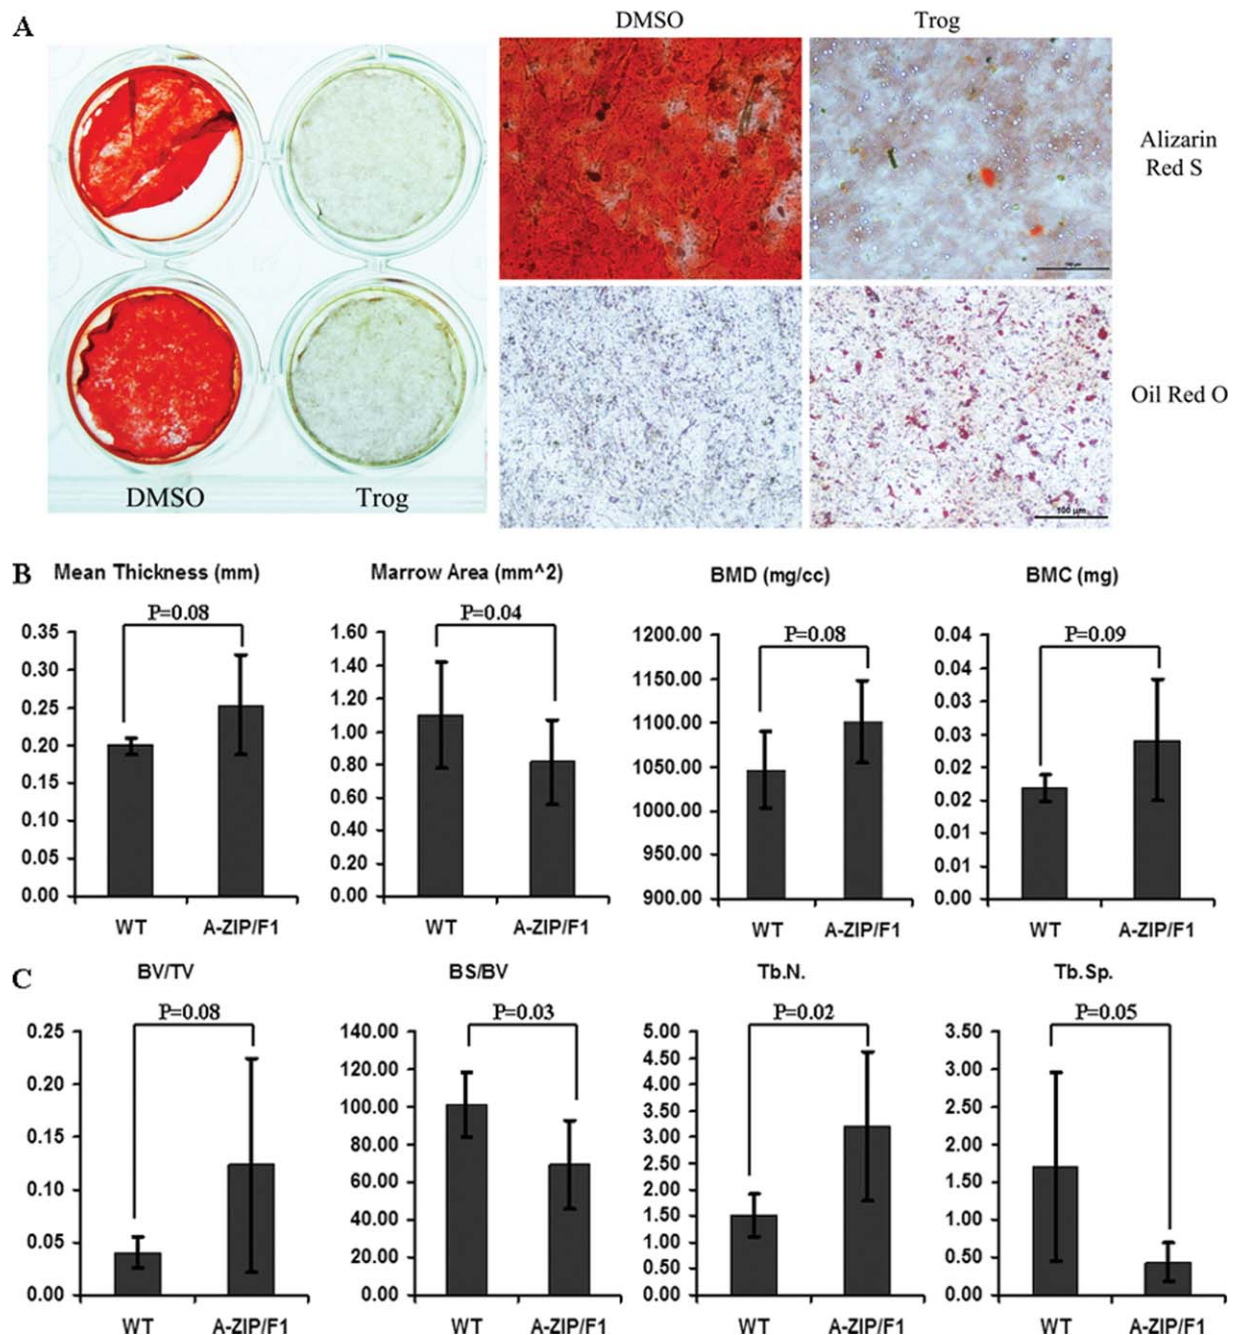 A
DMSO
Trog
Alizarin
Red S
Oil Red O
100 µm
DMSO
Trog
B
Mean Thickness (mm)
Marrow Area (mm^2)
BMD (mg/cc)
BMC (mg)
P=0.08
P=0.04
P=0.08
P=0.09
0.35
0.30
0.25
0.20
0.15
0.10
0.05
0.00
1.60
1.40
1.20
1.00
0.80
0.60
0.40
0.20
0.00
1200.00
1150.00
1100.00
1050.00
1000.00
950.00
900.00
0.04
0.04
0.03
0.03
0.02
0.02
0.01
0.01
0.00
WT A-ZIP/F1
WT A-ZIP/F1
WT A-ZIP/F1
WT A-ZIP/F1
C
BV/TV
BS/BV
Tb.N.
Tb.Sp.
P=0.08
P=0.03
P=0.02
P=0.05
0.25
0.20
0.15
0.10
0.05
0.00
140.00
120.00
100.00
80.00
60.00
40.00
20.00
0.00
5.00
4.50
4.00
3.50
3.00
2.50
2.00
1.50
1.00
0.50
0.00
3.50
3.00
2.50
2.00
1.50
1.00
0.50
0.00
WT A-ZIP/F1
WT A-ZIP/F1
WT A-ZIP/F1
WT A-ZIP/F1